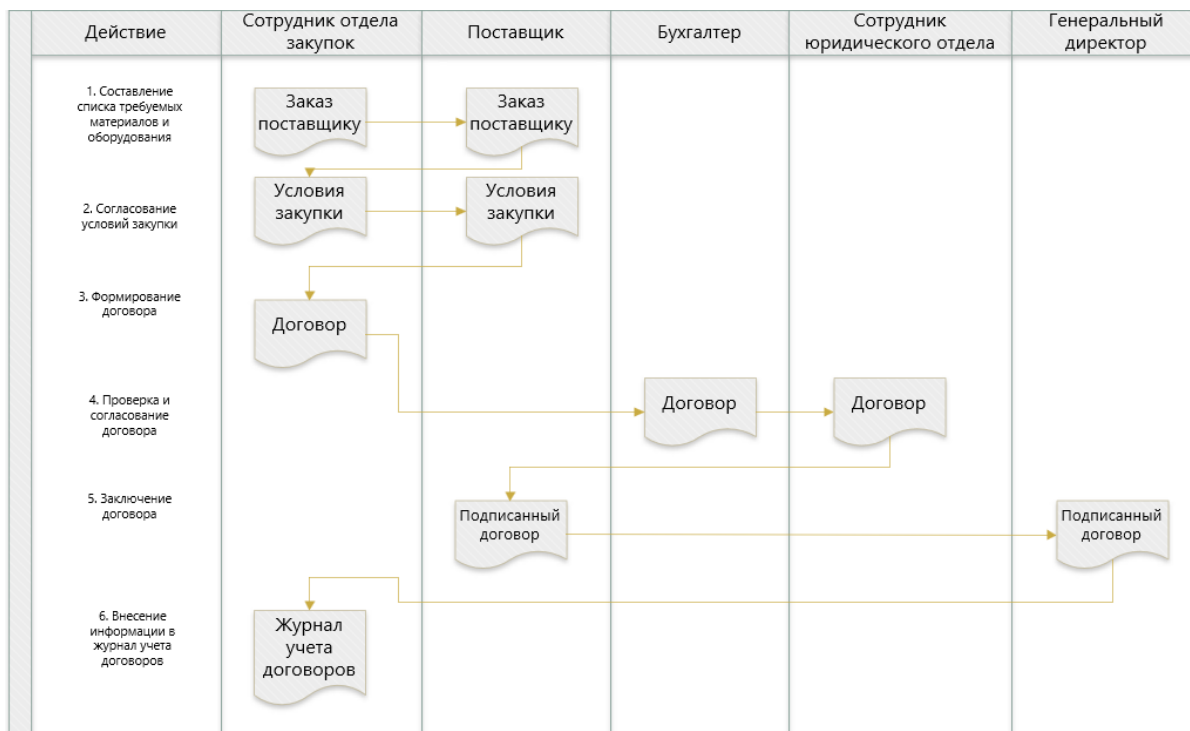 Действие
Сотрудник отдела
закупок
Поставщик
Бухгалтер
Сотрудник
юридического отдела
Генеральный
директор
1. Составление
списка требуемых
материалов и
оборудования
Заказ
поставщику
Заказ
поставщику
2. Согласование
условий закупки
Условия
закупки
Условия
закупки
3. Формирование
договора
Договор
4. Проверка и
согласование
договора
Договор
Договор
5. Заключение
договора
Подписанный
договор
Подписанный
договор
6. Внесение
информации в
журнал учета
договоров
Журнал
учета
договоров